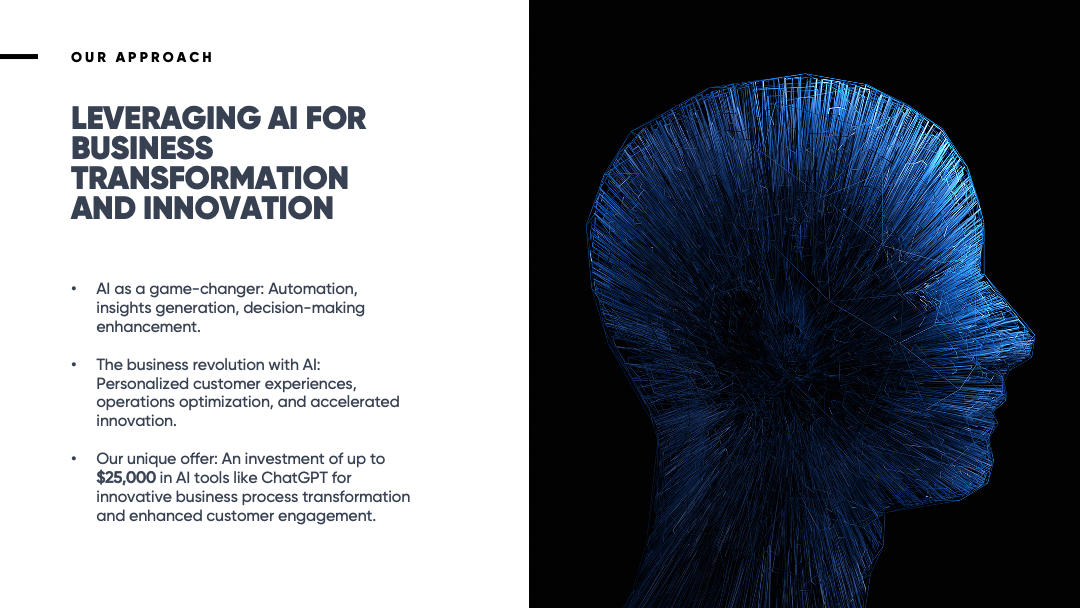 OUR APPROACH
LEVERAGING AI FOR
BUSINESS
TRANSFORMATION
AND INNOVATION
• AI as a game-changer: Automation,
insights generation, decision-making
enhancement.
• The business revolution with AI:
Personalized customer experiences,
operations optimization, and accelerated
innovation.
• Our unique offer: An investment of up to
$25,000 in AI tools like ChatGPT for
innovative business process transformation
and enhanced customer engagement.